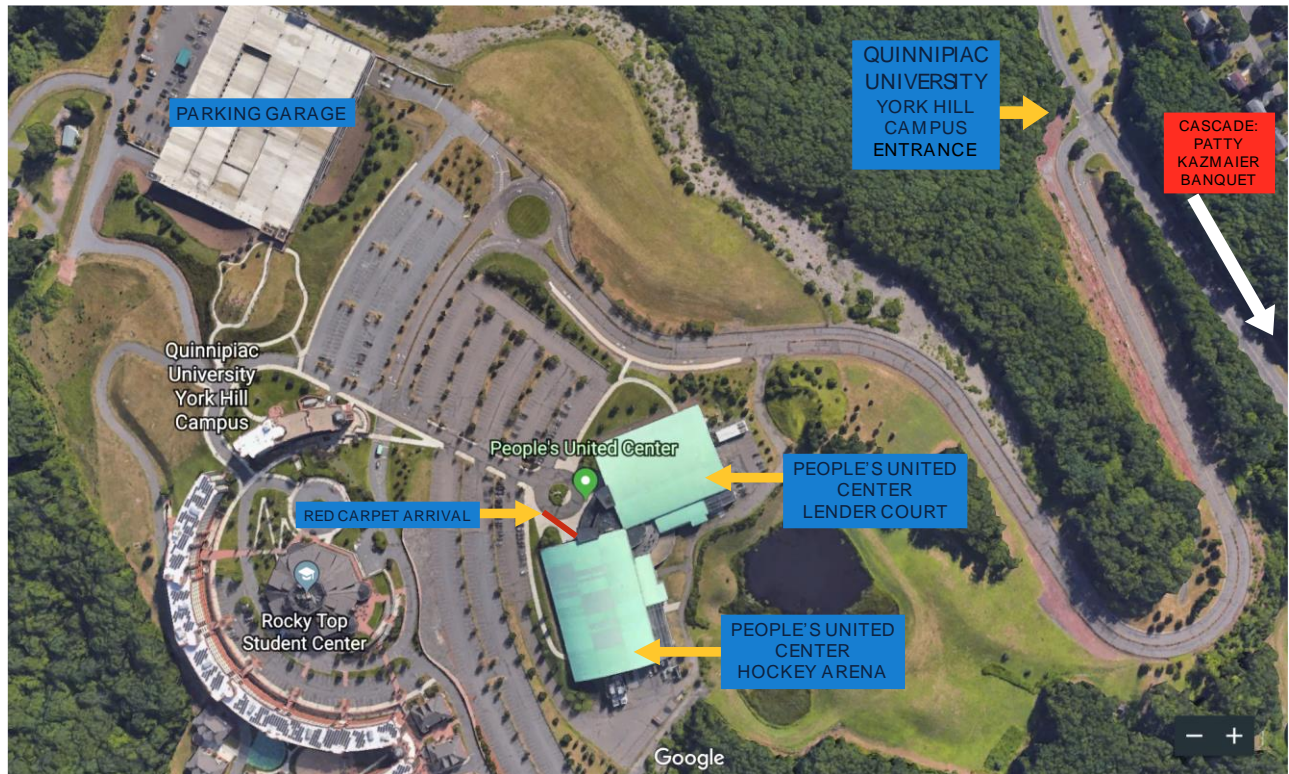 PARKING GARAGE
QUINNIPIAC
UNIVERSITY
YORK HILL
CAMPUS
ENTRANCE
CASCADE:
PATTY
KAZMAIER
BANQUET
Quinnipiac
University
York Hill
Campus
People's United Center
PEOPLE'S UNITED
CENTER
LENDER COURT
RED CARPET ARRIVAL
Rocky Top
Student Center
PEOPLE'S UNITED
CENTER
HOCKEY ARENA
Google
− +